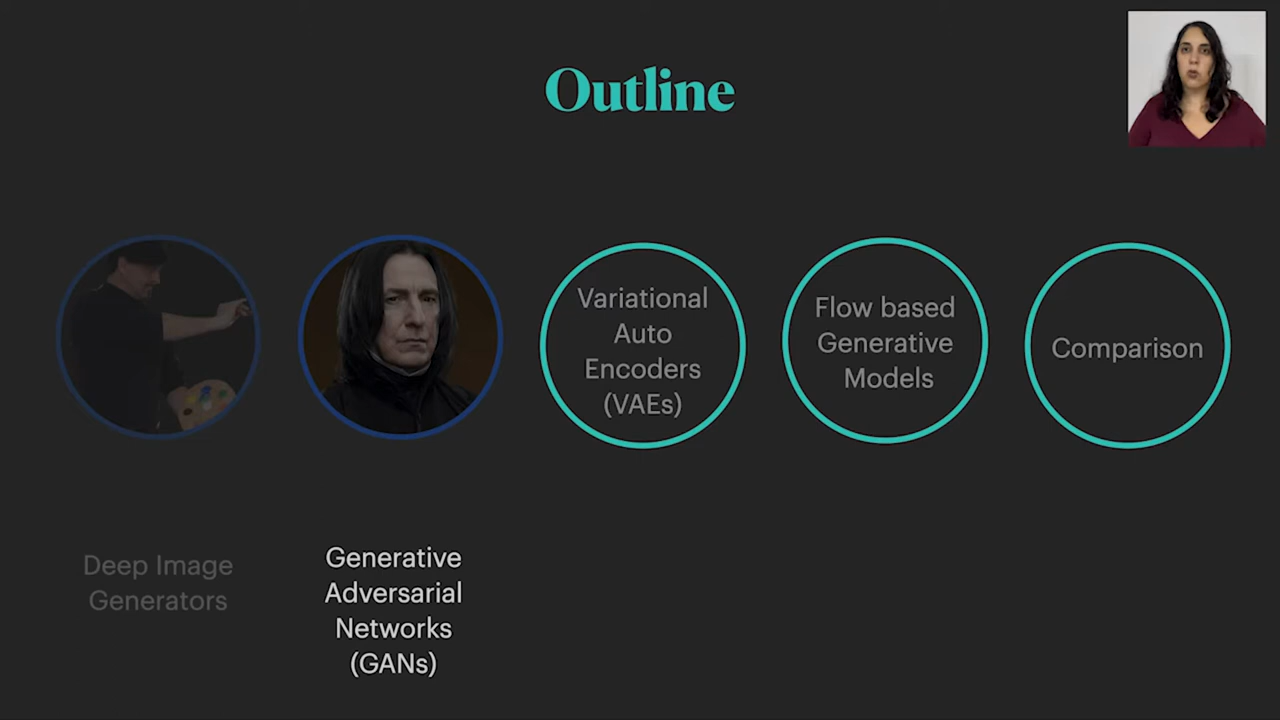 Outline
Variational
Auto
Encoders
(VAEs)
Flow based
Generative
Models
Comparison
Deep Image
Generators
Generative
Adversarial
Networks
(GANs)